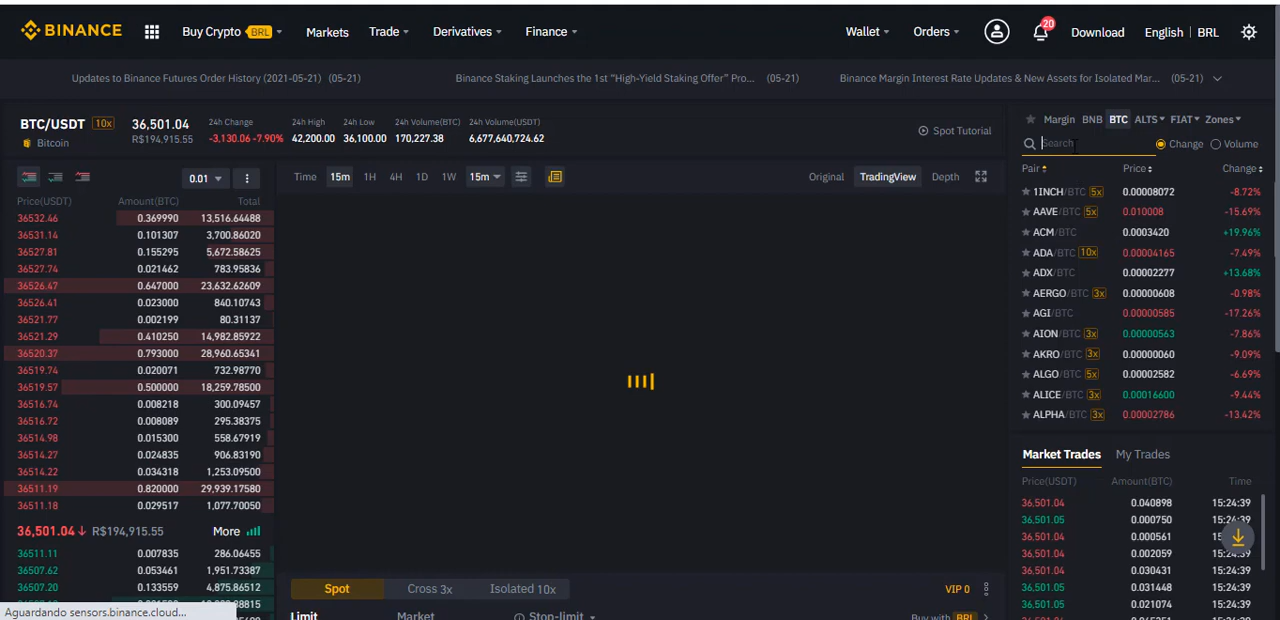 BINANCE Buy Crypto BRL Markets Trade Derivatives Finance Wallet Orders 20 Download English BRL
Updates to Binance Futures Order History (2021-05-21) (05-21) Binance Staking Launches the 1st “High-Yield Staking Offer” Pro... (05-21) Binance Margin Interest Rate Updates & New Assets for Isolated Mar... (05-21)
BTC/USDT 10x
Bitcoin
36,501.04
R$194,915.55
24h Change
-3,130.06 -7.90%
24h High
42,200.00
24h Low
36,100.00
24h Volume(BTC)
170,227.38
24h Volume(USDT)
6,677,640,724.62
Spot Tutorial
0.01
Price(USDT) Amount(BTC) Total
36532.46 0.369990 13,516.64488
36531.14 0.101307 3,700.86020
36527.81 0.155295 5,672.58625
36527.74 0.021462 783.95836
36526.47 0.647000 23,632.62609
36526.41 0.023000 840.10743
36521.77 0.002199 80.31137
36521.29 0.410250 14,982.85922
36520.37 0.793000 28,960.65341
36519.74 0.020071 732.98770
36519.57 0.500000 18,259.78500
36516.74 0.008218 300.09457
36516.72 0.008089 295.38375
36514.98 0.015300 558.67919
36514.27 0.024835 906.83190
36514.22 0.034318 1,253.09500
36511.19 0.820000 29,939.17580
36511.18 0.029517 1,077.70050
36,501.04 R$194,915.55 More
36511.11 0.007835 286.06455
36507.62 0.053461 1,951.73387
36507.20 0.133559 4,875.86512
Aguardando sensors.binance.cloud...
Time 15m 1H 4H 1D 1W 15m Original TradingView Depth
Spot Cross 3x Isolated 10x VIP 0
Limit Market Stop-limit Buy with BRL
Margin BNB BTC ALTS FIAT Zones
Search Change Volume
Pair Price Change
1INCH/BTC 5x 0.00008072 -8.72%
AAVE/BTC 5x 0.010008 -15.69%
ACM/BTC 0.0003420 +19.96%
ADA/BTC 10x 0.00004165 -7.49%
ADX/BTC 0.00002277 +13.68%
AERGO/BTC 3x 0.00000608 -0.98%
AGI/BTC 0.00000585 -17.26%
AION/BTC 3x 0.00000563 -7.86%
AKRO/BTC 3x 0.00000060 -9.09%
ALGO/BTC 5x 0.00002582 -6.69%
ALICE/BTC 3x 0.00016600 -9.44%
ALPHA/BTC 3x 0.00002786 -13.42%
Market Trades My Trades
Price(USDT) Amount(BTC) Time
36,501.04 0.040898 15:24:39
36,501.05 0.000750 15:24:39
36,501.04 0.000561
36,501.04 0.002059
36,501.04 0.030431 15:24:39
36,501.05 0.031448 15:24:39
36,501.05 0.021074 15:24:38